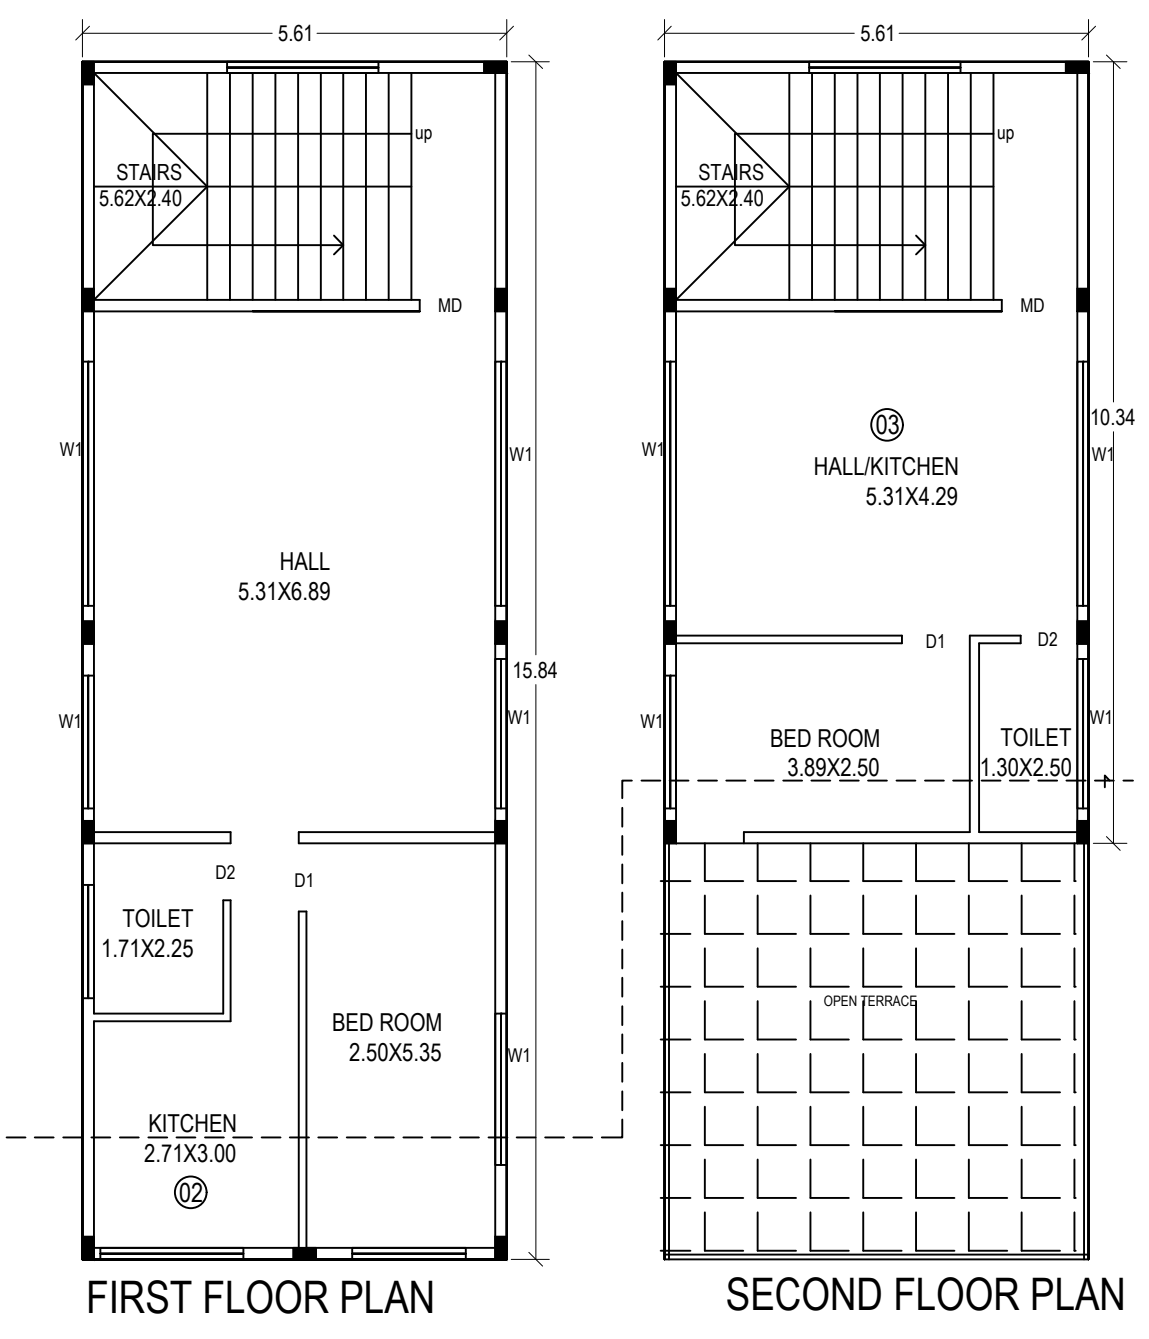 5.61
up
STAIRS
5.62X2.40
MD
W1
W1
HALL
5.31X6.89
15.84
W1
W1
D2
D1
TOILET
1.71X2.25
BED ROOM
2.50X5.35
W1
KITCHEN
2.71X3.00
02
FIRST FLOOR PLAN
5.61
up
STAIRS
5.62X2.40
MD
10.34
03
W1
W1
HALL/KITCHEN
5.31X4.29
D1
D2
W1
W1
BED ROOM
3.89X2.50
TOILET
1.30X2.50
OPEN TERRACE
SECOND FLOOR PLAN